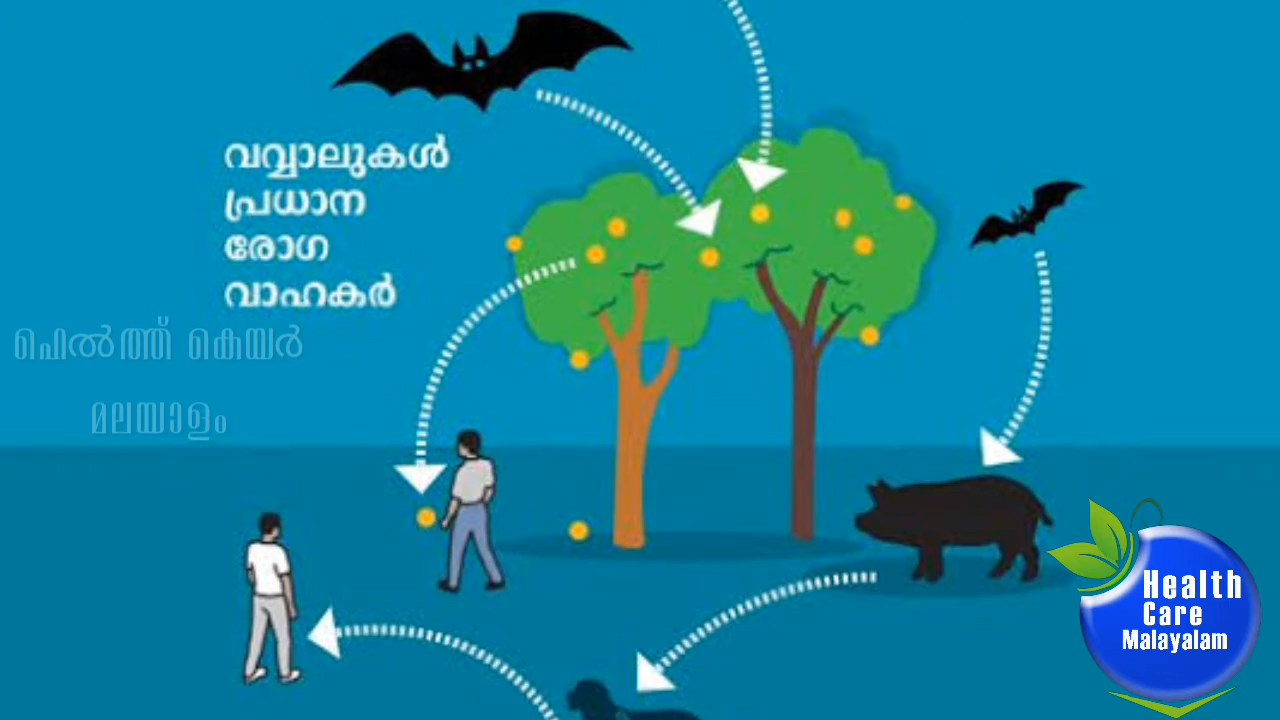 വവ്വാലുകൾ
പ്രധാന
രോഗ
വാഹകർ
ഹെൽത്ത് കെയർ
മലയാളം
Health
Care
Malayalam